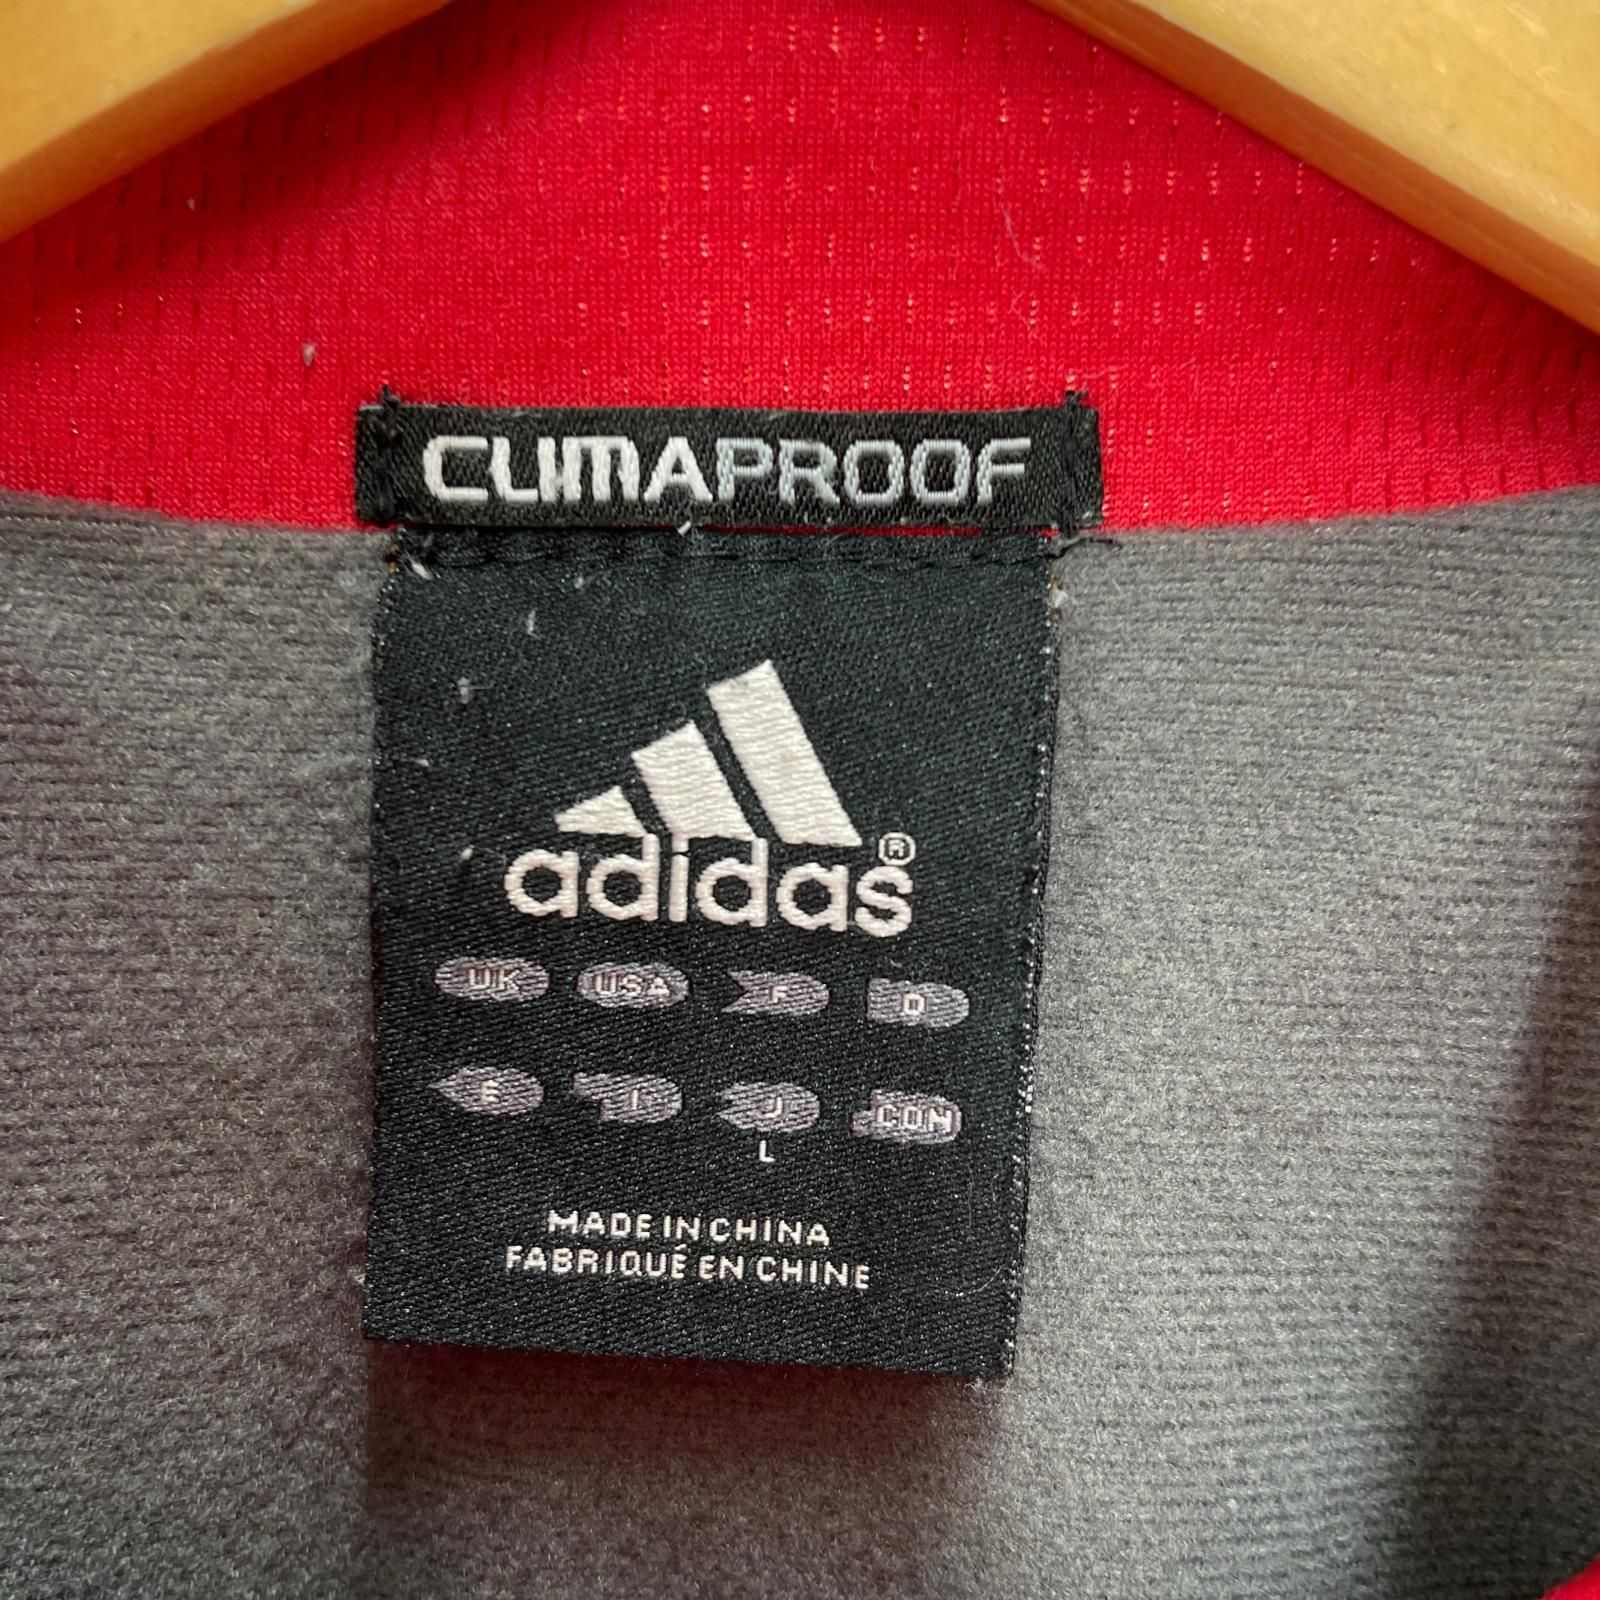 CLIMAPROOF
adidas®
UK USA F D
E I J CON
L
MADE IN CHINA
FABRIQUÉ EN CHINE